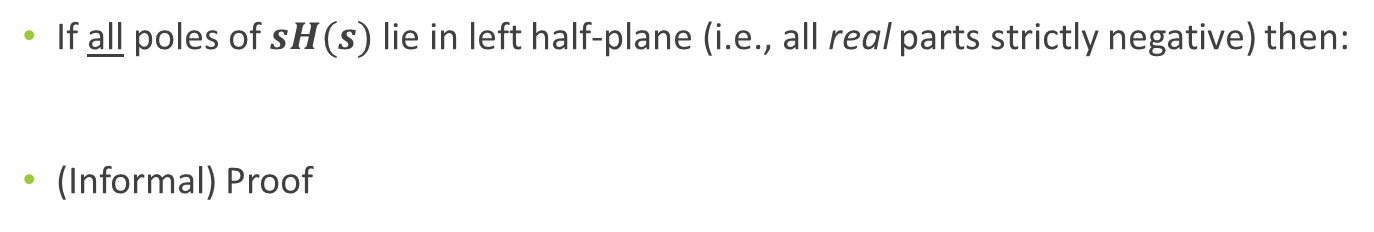 • If all poles of sH(s) lie in left half-plane (i.e., all real parts strictly negative) then:
• (Informal) Proof